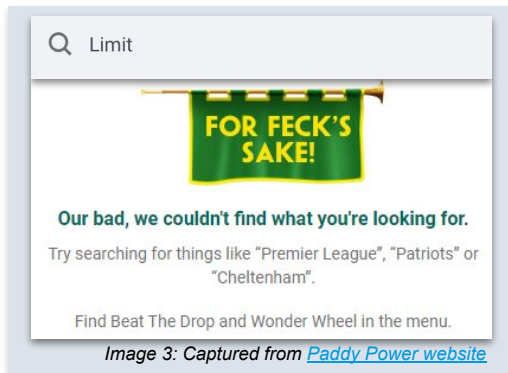 Limit
FOR FECK'S
SAKE!
Our bad, we couldn't find what you're looking for.
Try searching for things like “Premier League”, “Patriots” or
“Cheltenham”.
Find Beat The Drop and Wonder Wheel in the menu.
Image 3: Captured from Paddy Power website